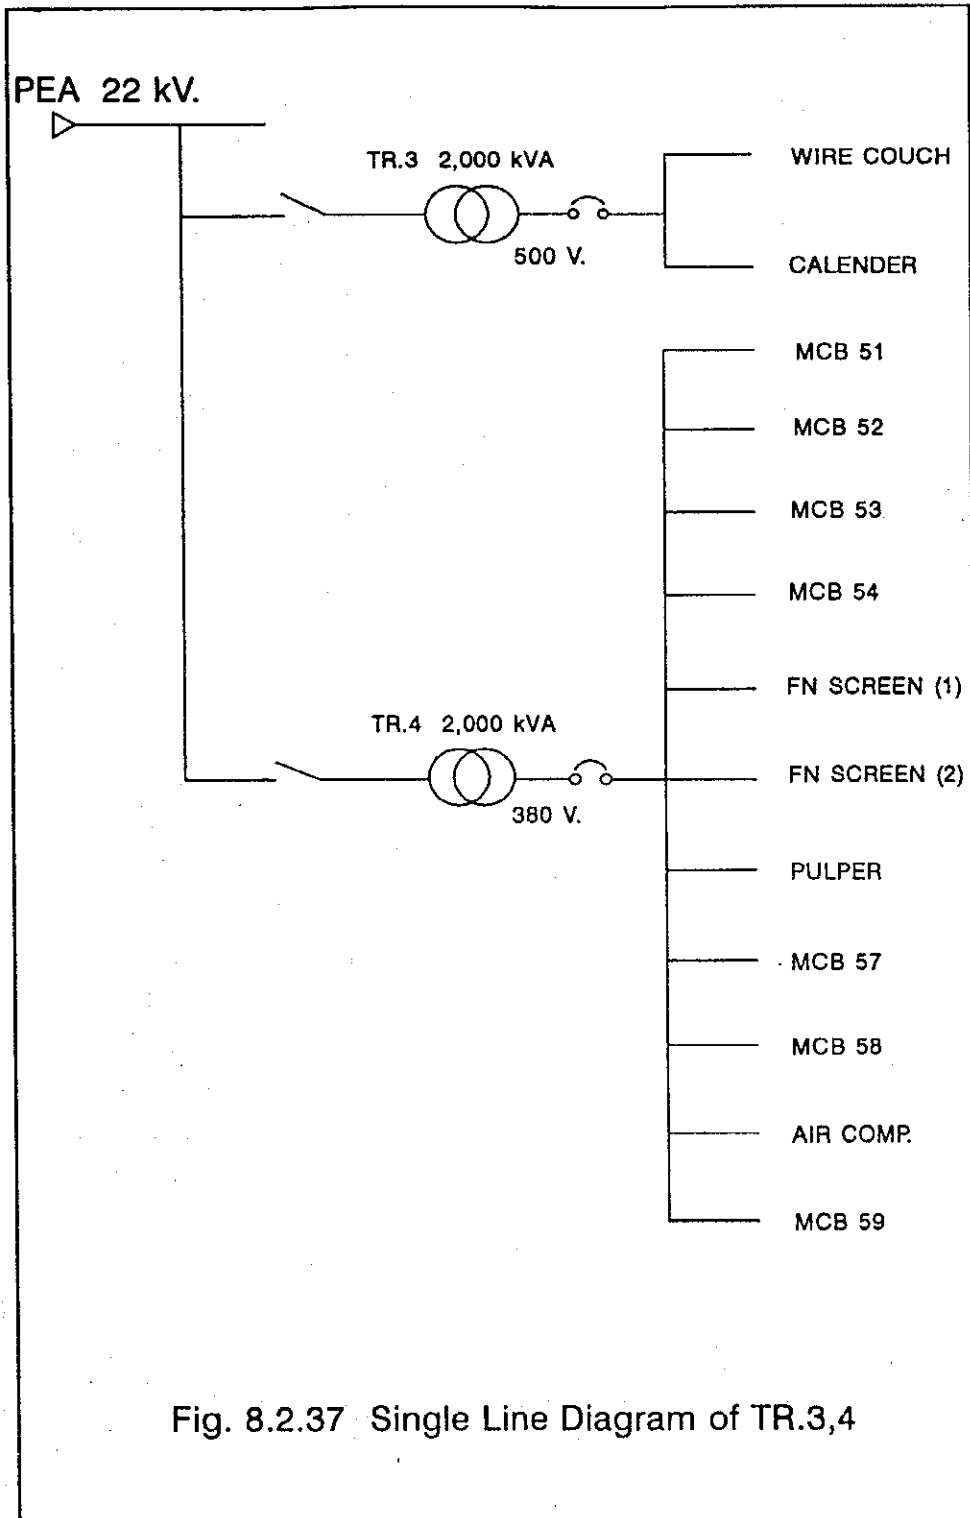 PEA 22 kV.
TR.3 2,000 kVA
500 V.
WIRE COUCH
CALENDER
MCB 51
MCB 52
MCB 53
MCB 54
FN SCREEN (1)
TR.4 2,000 kVA
380 V.
FN SCREEN (2)
PULPER
MCB 57
MCB 58
AIR COMP.
MCB 59
Fig. 8.2.37 Single Line Diagram of TR.3,4